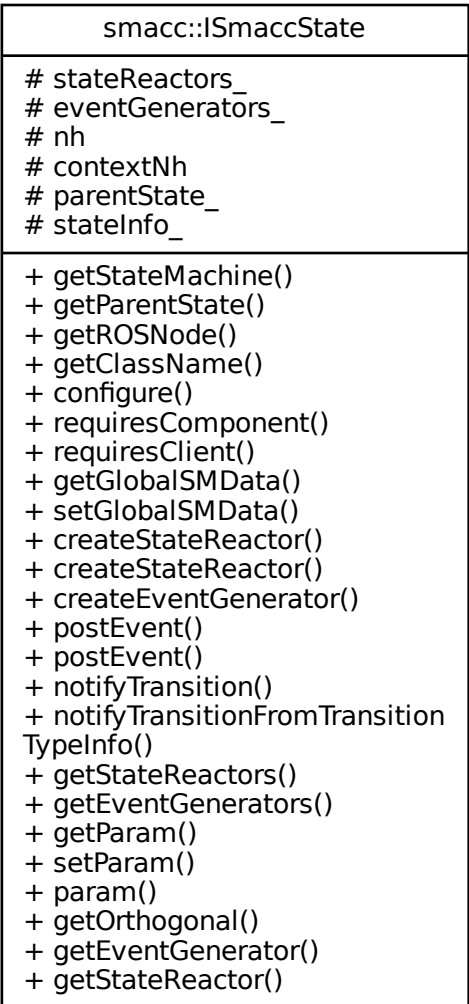 smacc::ISmaccState
# stateReactors_
# eventGenerators_
# nh
# contextNh
# parentState_
# stateInfo_
+ getStateMachine()
+ getParentState()
+ getROSNode()
+ getClassName()
+ configure()
+ requiresComponent()
+ requiresClient()
+ getGlobalSMData()
+ setGlobalSMData()
+ createStateReactor()
+ createStateReactor()
+ createEventGenerator()
+ postEvent()
+ postEvent()
+ notifyTransition()
+ notifyTransitionFromTransition
TypeInfo()
+ getStateReactors()
+ getEventGenerators()
+ getParam()
+ setParam()
+ param()
+ getOrthogonal()
+ getEventGenerator()
+ getStateReactor()